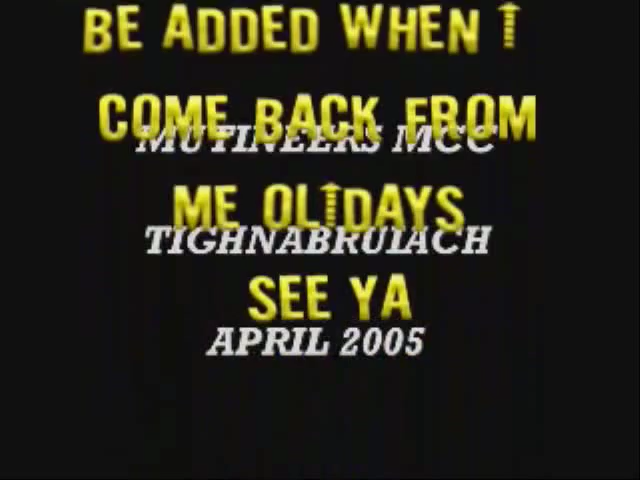 BE ADDED WHEN I
COME BACK FROM
MUTINEERS MCC
ME OLIDAYS
TIGHNABRUIACH
SEE YA
APRIL 2005